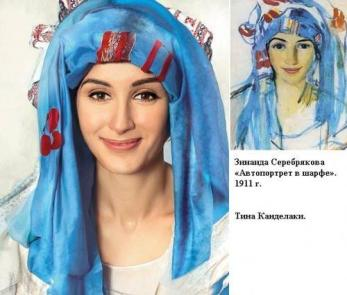 Зинаида Серебрякова
«Автопортрет в шарфе».
1911 г.
Тина Канделаки.